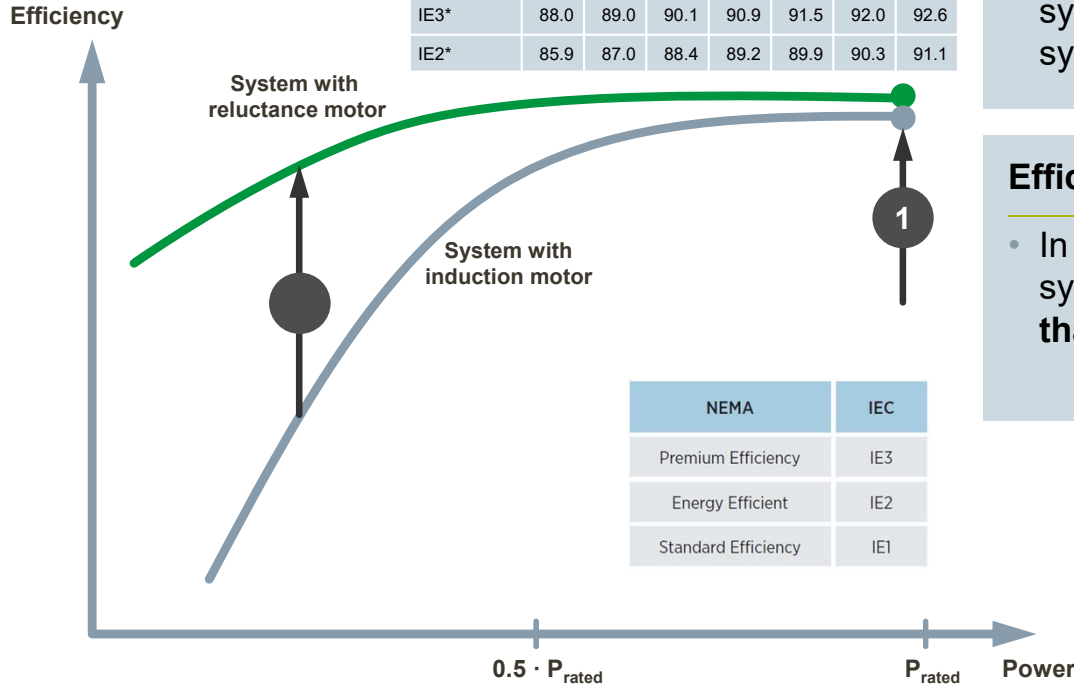 Efficiency
IE3* 88.0 89.0 90.1 90.9 91.5 92.0 92.6
IE2* 85.9 87.0 88.4 89.2 89.9 90.3 91.1
System with
reluctance motor
System with
induction motor
1
NEMA IEC
Premium Efficiency IE3
Energy Efficient IE2
Standard Efficiency IE1
0.5 · Prated
Prated
Power
In